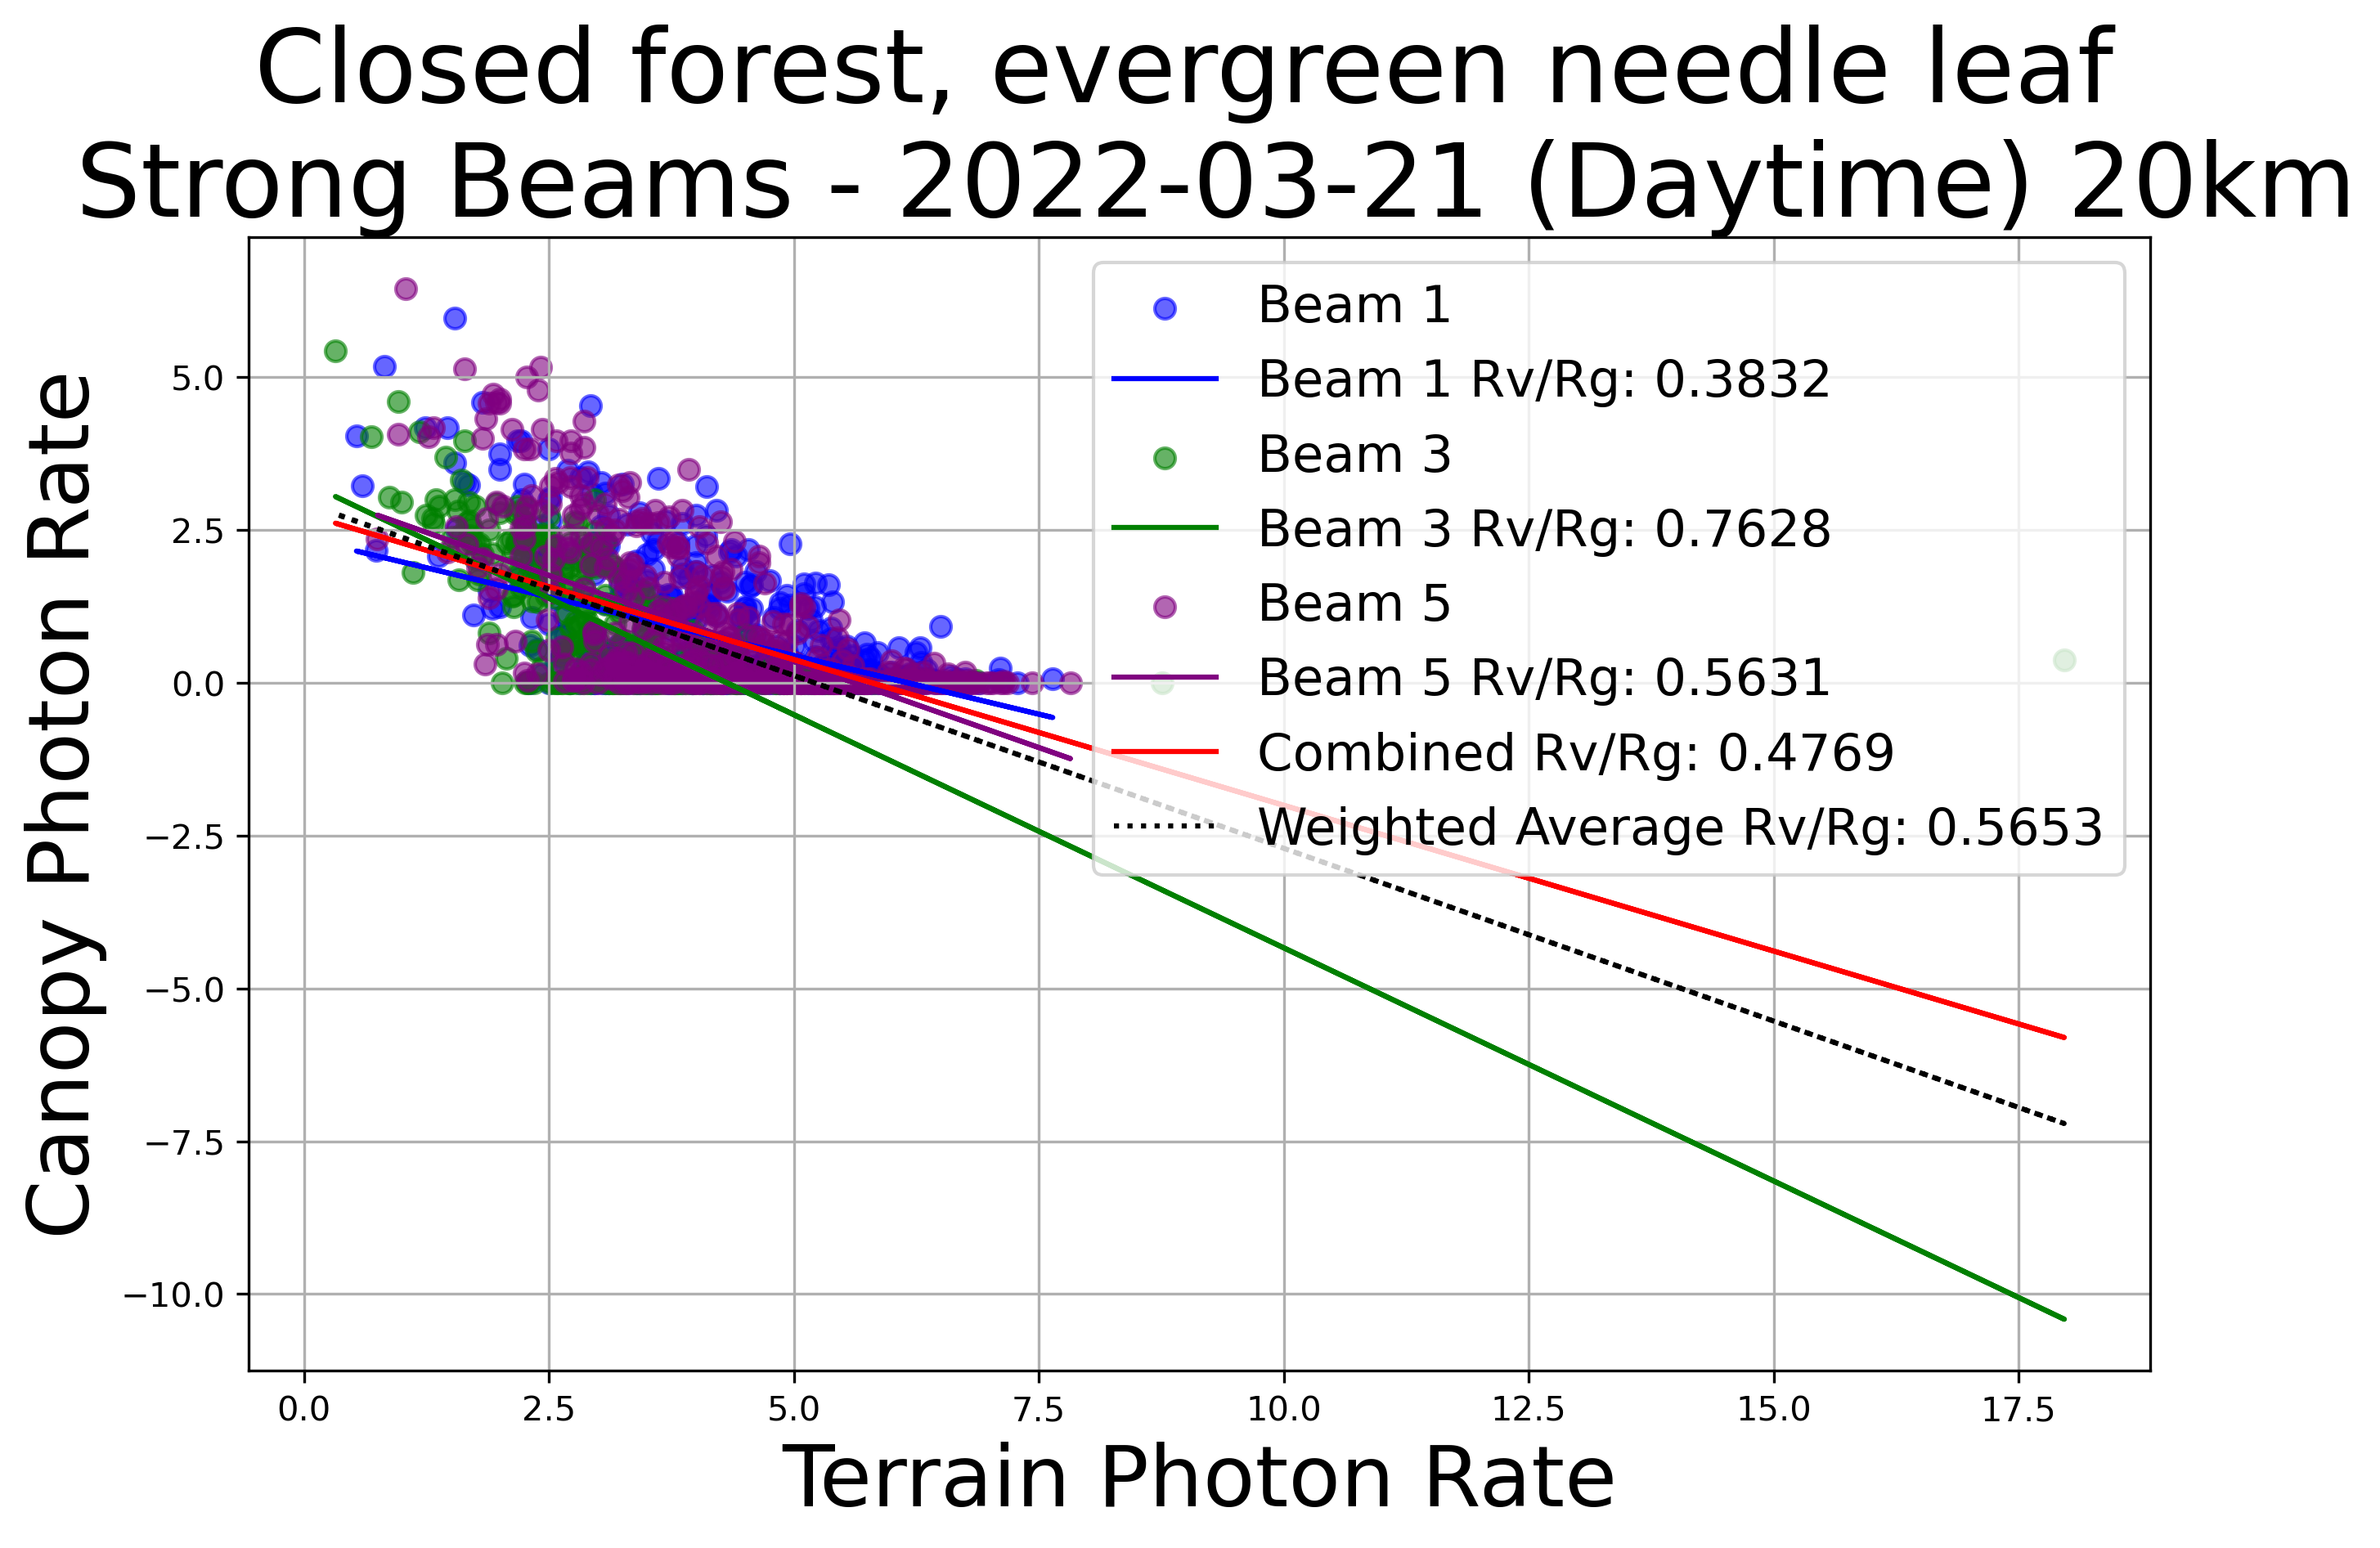 Closed forest, evergreen needle leaf
Strong Beams - 2022-03-21 (Daytime) 20km
Canopy Photon Rate
5.0
2.5
0.0
−2.5
−5.0
−7.5
−10.0
Beam 1
Beam 1 Rv/Rg: 0.3832
Beam 3
Beam 3 Rv/Rg: 0.7628
Beam 5
Beam 5 Rv/Rg: 0.5631
Combined Rv/Rg: 0.4769
Weighted Average Rv/Rg: 0.5653
0.0 2.5 5.0 7.5 10.0 12.5 15.0 17.5
Terrain Photon Rate